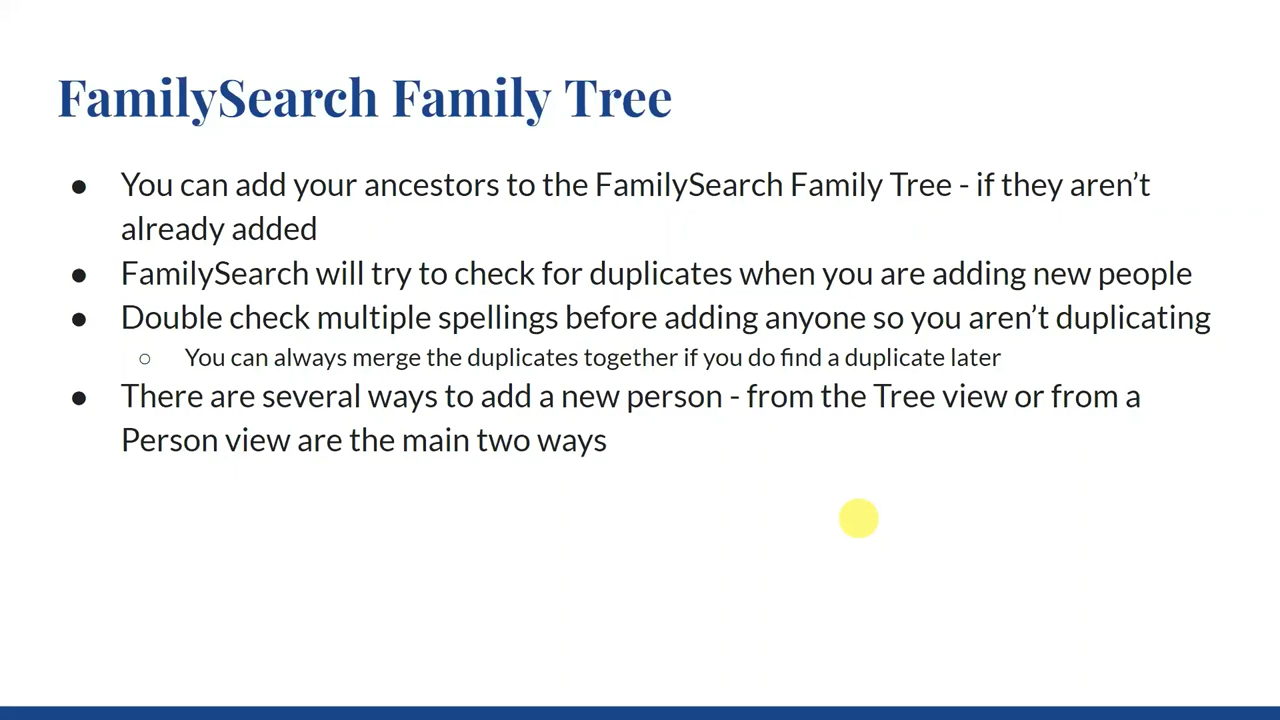 FamilySearch Family Tree
● You can add your ancestors to the FamilySearch Family Tree - if they aren’t
already added
● FamilySearch will try to check for duplicates when you are adding new people
● Double check multiple spellings before adding anyone so you aren’t duplicating
○ You can always merge the duplicates together if you do find a duplicate later
● There are several ways to add a new person - from the Tree view or from a
Person view are the main two ways